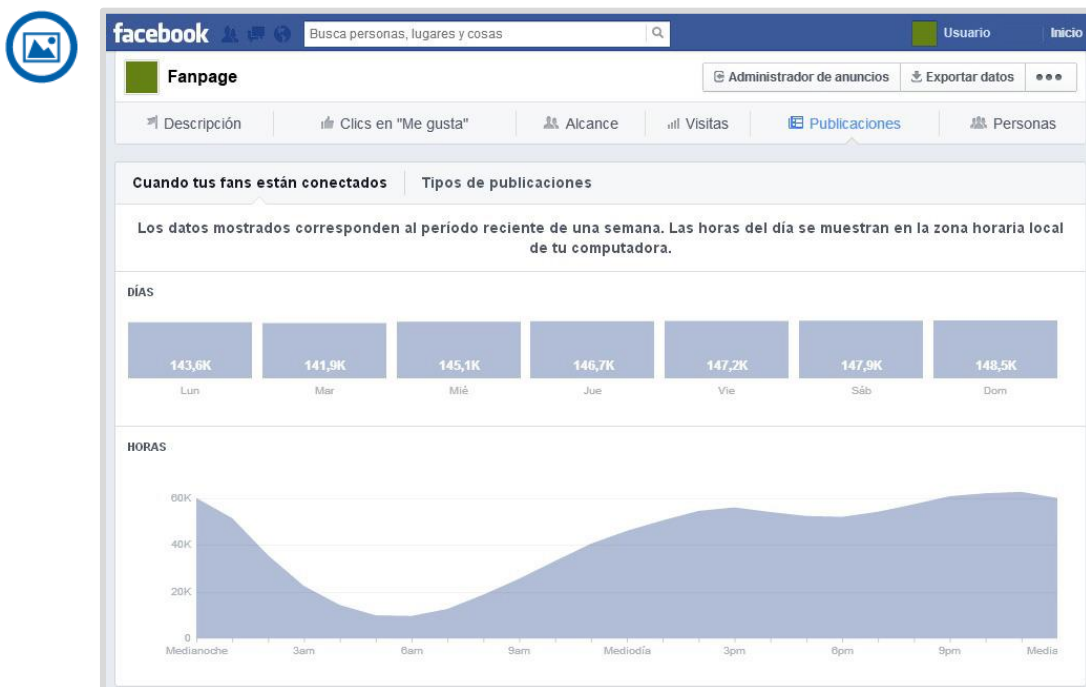 facebook
Busca personas, lugares y cosas
Usuario
Inicio
Fanpage
Administrador de anuncios
Exportar datos
Descripción
Clics en "Me gusta"
Alcance
Visitas
Publicaciones
Personas
Cuando tus fans están conectados
Tipos de publicaciones
Los datos mostrados corresponden al período reciente de una semana. Las horas del día se muestran en la zona horaria local
de tu computadora.
DÍAS
143,6K 141,9K 145,1K 146,7K 147,2K 147,9K 148,5K
Lun Mar Mié Jue Vie Sáb Dom
HORAS
60K
40K
20K
0
Medianoche 3am 6am 9am Mediodía 3pm 6pm 9pm Media